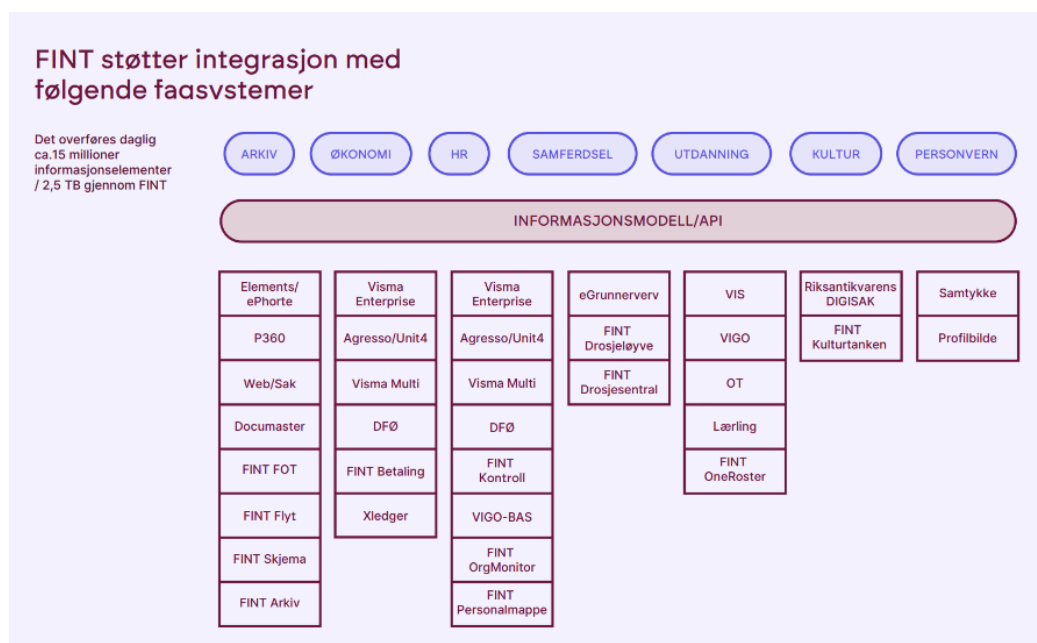 FINT støtter integrasjon med
følgende fagsystemer
Det overføres daglig
ca.15 millioner
informasjonselementer
/ 2,5 TB gjennom FINT
ARKIV
ØKONOMI
HR
SAMFERDSEL
UTDANNING
KULTUR
PERSONVERN
INFORMASJONSMODELL/API
Elements/
ePhorte
P360
Web/Sak
Documaster
FINT FOT
FINT Flyt
FINT Skjema
FINT Arkiv
Visma
Enterprise
Agresso/Unit4
Visma Multi
DFØ
FINT Betaling
Xledger
Visma
Enterprise
Agresso/Unit4
Visma Multi
DFØ
FINT
Kontroll
VIGO-BAS
FINT
OrgMonitor
FINT
Personalmappe
eGrunnerverv
FINT
Drosjeløyve
FINT
Drosjesentral
VIS
VIGO
OT
Lærling
FINT
OneRoster
Riksantikvarens
DIGISAK
FINT
Kulturtanken
Samtykke
Profilbilde